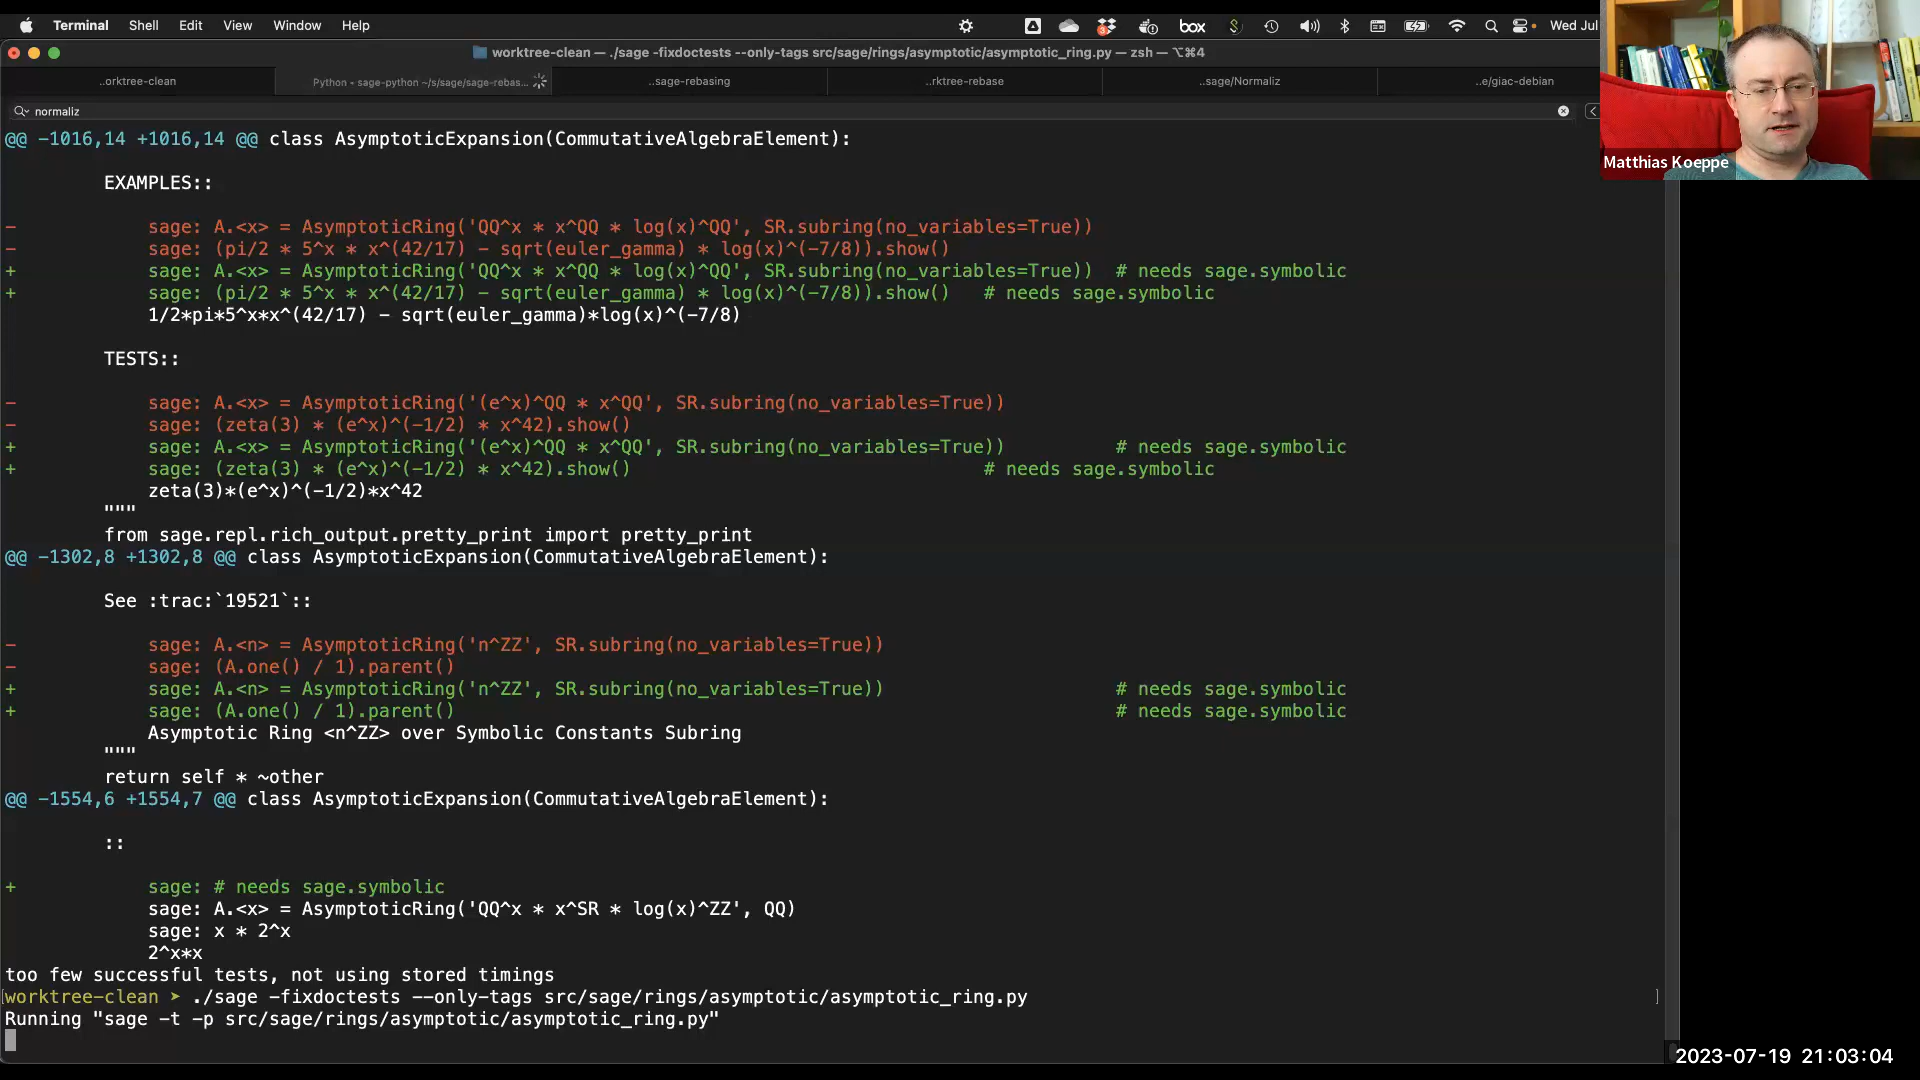 Terminal Shell Edit View Window Help box Wed Jul
worktree-clean — ./sage -fixdoctests --only-tags src/sage/rings/asymptotic/asymptotic_ring.py — zsh — ⌥⌘4
..orktree-clean Python ◂ sage-python ~/s/sage/sage-rebas... ..sage-rebasing ..rktree-rebase ..sage/Normaliz ..e/giac-debian
normaliz
Matthias Koeppe
@@ -1016,14 +1016,14 @@ class AsymptoticExpansion(CommutativeAlgebraElement):
EXAMPLES::
- sage: A.<x> = AsymptoticRing('QQ^x * x^QQ * log(x)^QQ', SR.subring(no_variables=True))
- sage: (pi/2 * 5^x * x^(42/17) - sqrt(euler_gamma) * log(x)^(-7/8)).show()
+ sage: A.<x> = AsymptoticRing('QQ^x * x^QQ * log(x)^QQ', SR.subring(no_variables=True)) # needs sage.symbolic
+ sage: (pi/2 * 5^x * x^(42/17) - sqrt(euler_gamma) * log(x)^(-7/8)).show() # needs sage.symbolic
1/2*pi*5^x*x^(42/17) - sqrt(euler_gamma)*log(x)^(-7/8)
TESTS::
- sage: A.<x> = AsymptoticRing('(e^x)^QQ * x^QQ', SR.subring(no_variables=True))
- sage: (zeta(3) * (e^x)^(-1/2) * x^42).show()
+ sage: A.<x> = AsymptoticRing('(e^x)^QQ * x^QQ', SR.subring(no_variables=True)) # needs sage.symbolic
+ sage: (zeta(3) * (e^x)^(-1/2) * x^42).show() # needs sage.symbolic
zeta(3)*(e^x)^(-1/2)*x^42
"""
from sage.repl.rich_output.pretty_print import pretty_print
@@ -1302,8 +1302,8 @@ class AsymptoticExpansion(CommutativeAlgebraElement):
See :trac:`19521`::
- sage: A.<n> = AsymptoticRing('n^ZZ', SR.subring(no_variables=True))
- sage: (A.one() / 1).parent()
+ sage: A.<n> = AsymptoticRing('n^ZZ', SR.subring(no_variables=True)) # needs sage.symbolic
+ sage: (A.one() / 1).parent() # needs sage.symbolic
Asymptotic Ring <n^ZZ> over Symbolic Constants Subring
"""
return self * ~other
@@ -1554,6 +1554,7 @@ class AsymptoticExpansion(CommutativeAlgebraElement):
::
+ sage: # needs sage.symbolic
sage: A.<x> = AsymptoticRing('QQ^x * x^SR * log(x)^ZZ', QQ)
sage: x * 2^x
2^x*x
too few successful tests, not using stored timings
[worktree-clean ➤ ./sage -fixdoctests --only-tags src/sage/rings/asymptotic/asymptotic_ring.py ]
Running "sage -t -p src/sage/rings/asymptotic/asymptotic_ring.py"
2023-07-19 21:03:04